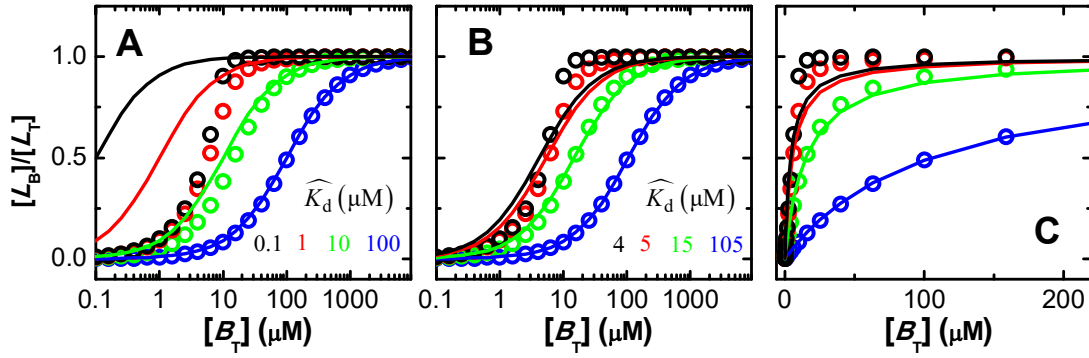 A
B
C
[L_B]/[L_T]
1.0
0.5
0.0
K̂_d (μM)
0.1 1 10 100
K̂_d (μM)
4 5 15 105
0.1 1 10 100 1000
0.1 1 10 100 1000
0 100 200
[B_T] (μM)
[B_T] (μM)
[B_T] (μM)